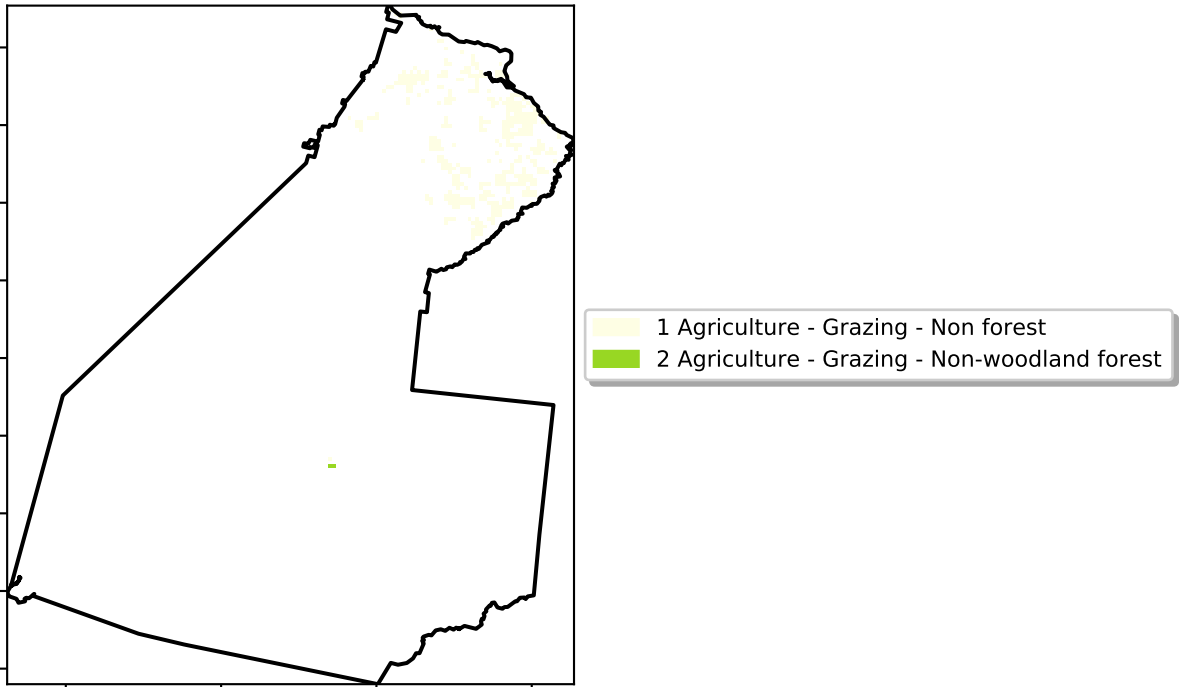 1 Agriculture - Grazing - Non forest
2 Agriculture - Grazing - Non-woodland forest